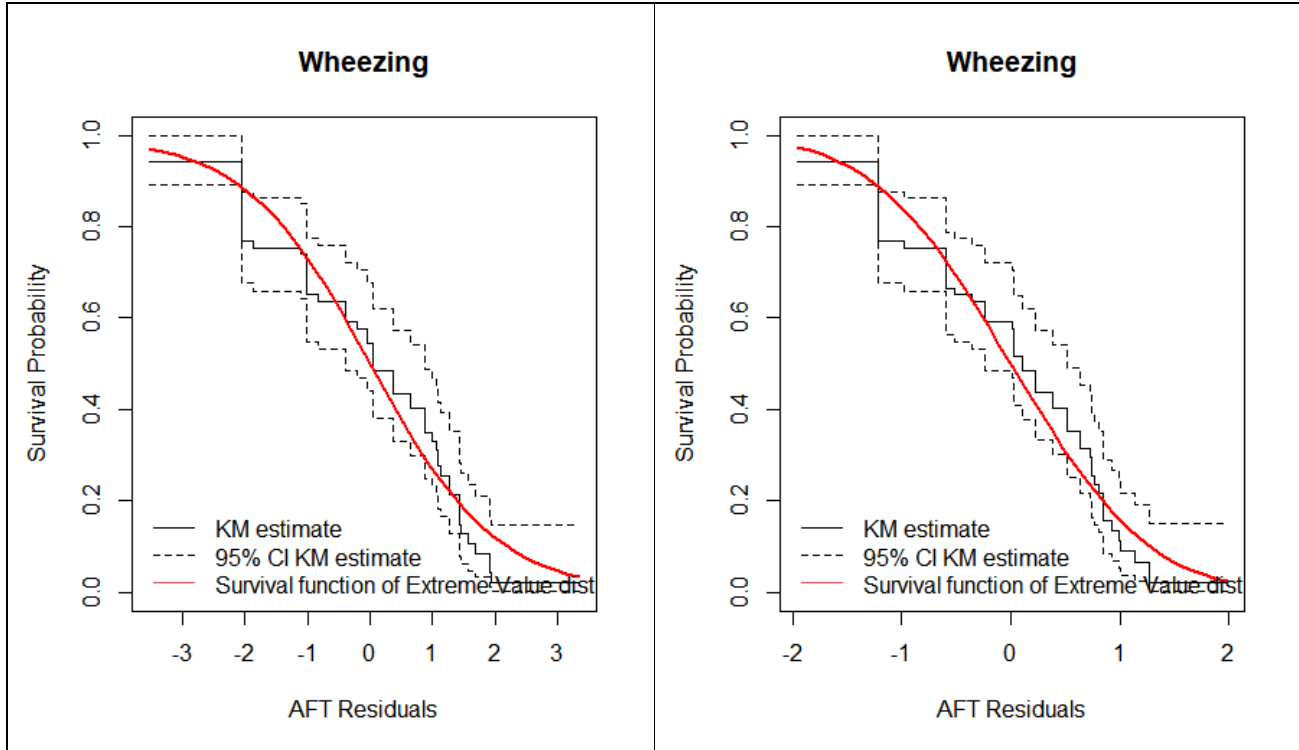 Wheezing
1.0
0.8
0.6
0.4
0.2
0.0
Survival Probability
KM estimate
95% CI KM estimate
Survival function of Extreme Value dist
-3 -2 -1 0 1 2 3
AFT Residuals
Wheezing
1.0
0.8
0.6
0.4
0.2
0.0
Survival Probability
KM estimate
95% CI KM estimate
Survival function of Extreme Value dist
-2 -1 0 1 2
AFT Residuals